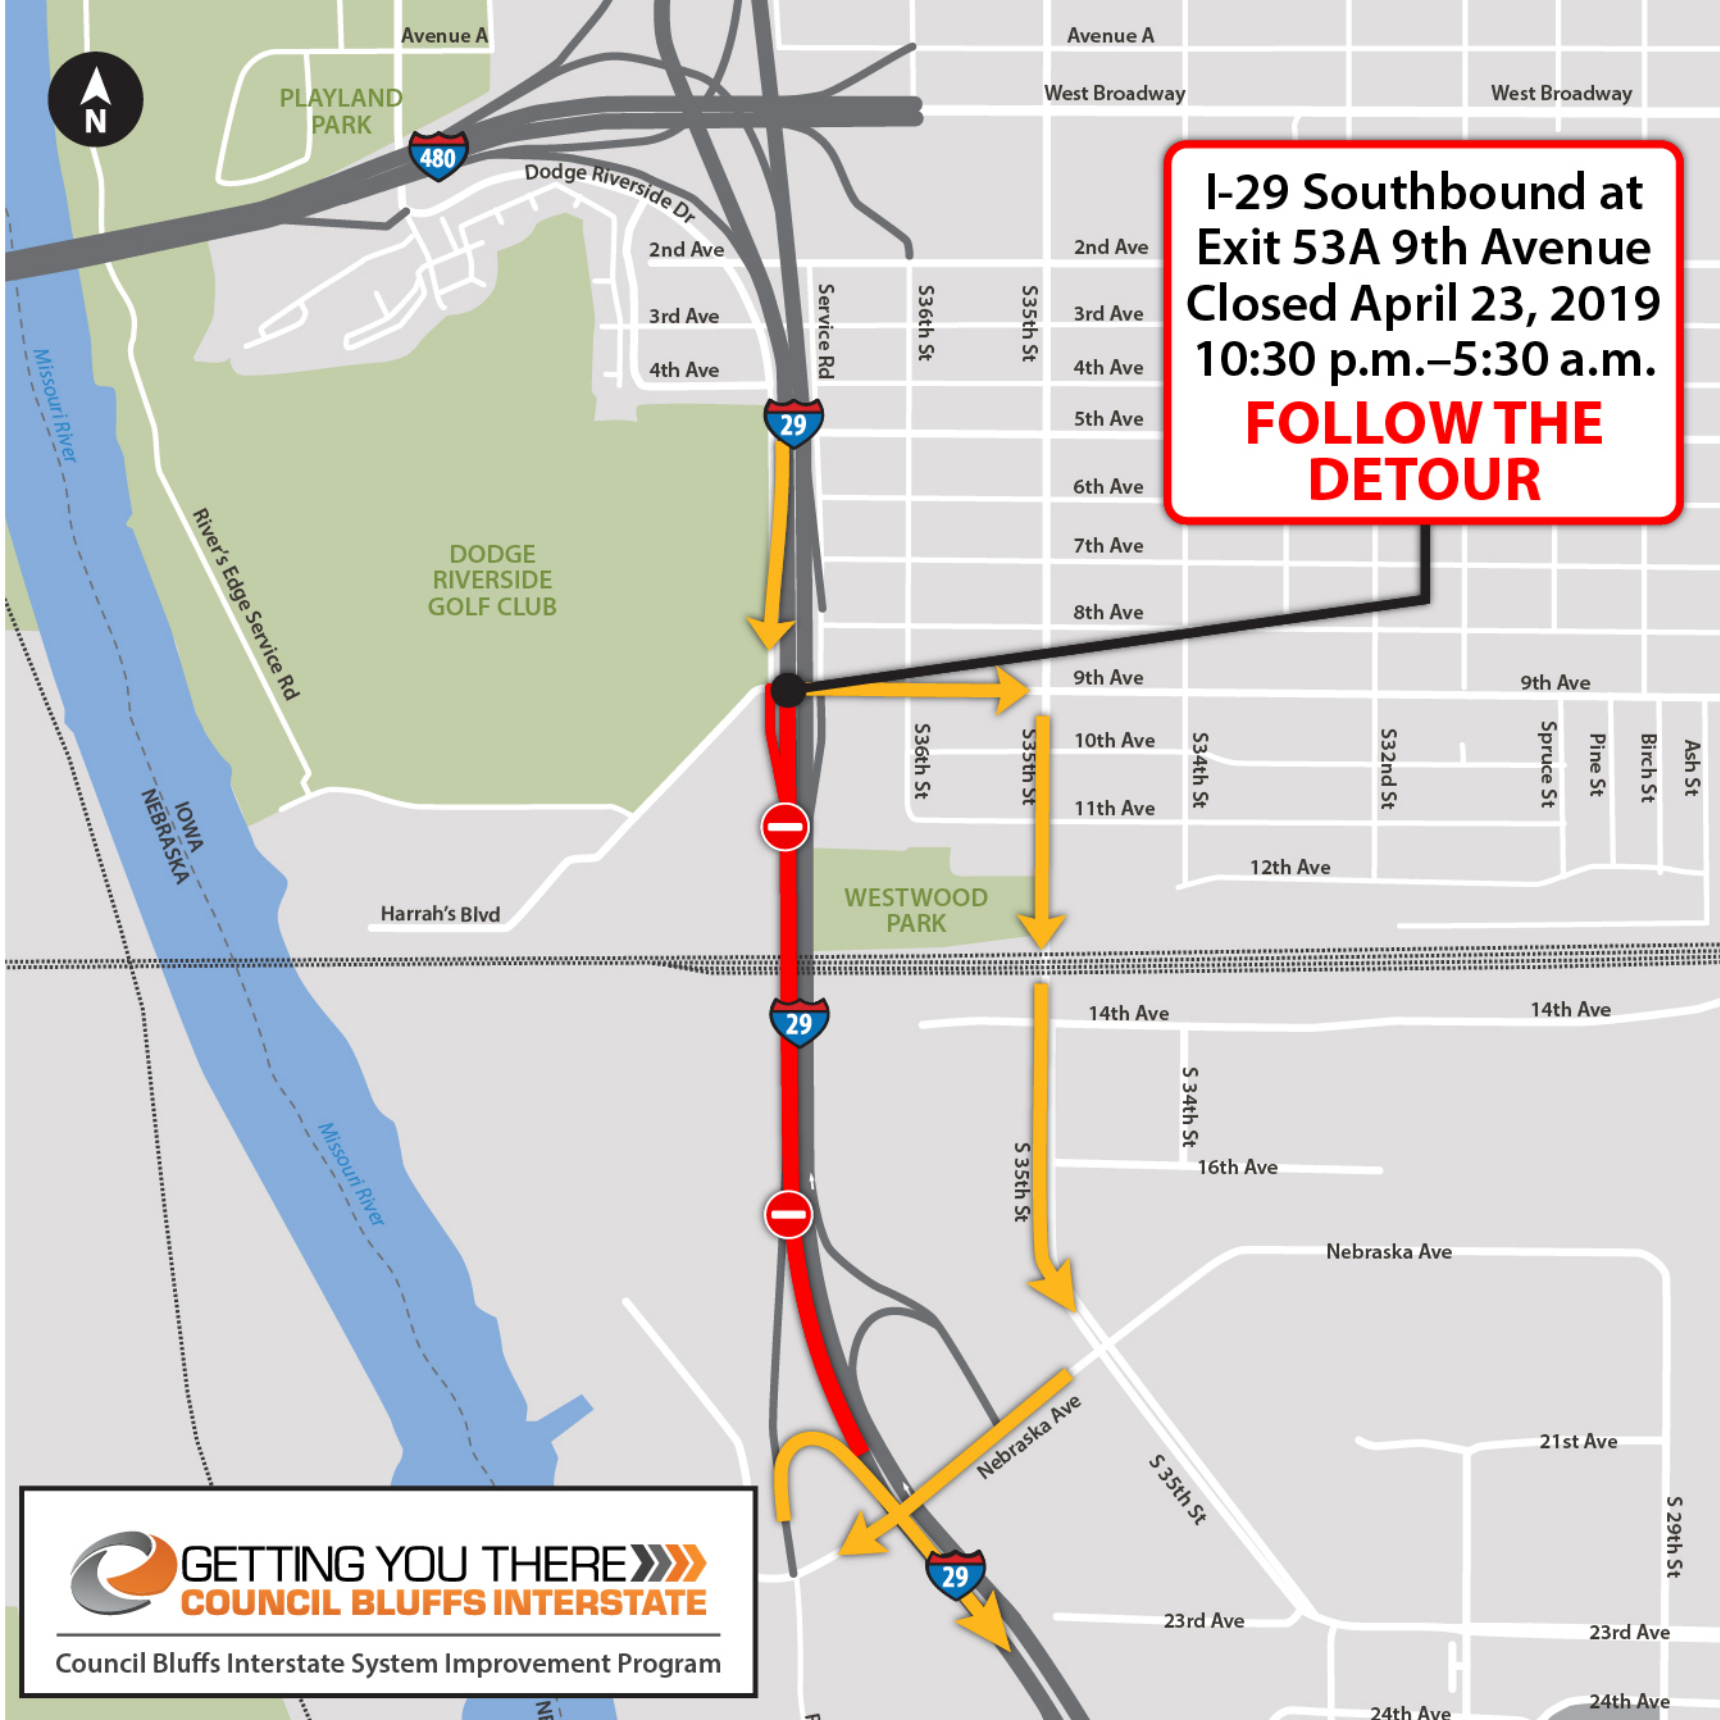 Avenue A
Avenue A
West Broadway
West Broadway
PLAYLAND
PARK
N
480
Dodge Riverside Dr
I-29 Southbound at
Exit 53A 9th Avenue
Closed April 23, 2019
10:30 p.m.–5:30 a.m.
FOLLOW THE
DETOUR
2nd Ave
2nd Ave
Service Rd
S36th St
S35th St
3rd Ave
3rd Ave
4th Ave
4th Ave
Missouri River
29
5th Ave
6th Ave
River's Edge Service Rd
DODGE
RIVERSIDE
GOLF CLUB
7th Ave
8th Ave
9th Ave
9th Ave
S36th St
S35th St
10th Ave
S34th St
S32nd St
Spruce St
Pine St
Birch St
Ash St
IOWA
NEBRASKA
11th Ave
12th Ave
WESTWOOD
PARK
Harrah's Blvd
29
14th Ave
14th Ave
S 34th St
Missouri River
S 35th St
16th Ave
Nebraska Ave
Nebraska Ave
21st Ave
S 35th St
S 29th St
29
GETTING YOU THERE
COUNCIL BLUFFS INTERSTATE
Council Bluffs Interstate System Improvement Program
23rd Ave
23rd Ave
24th Ave
24th Ave